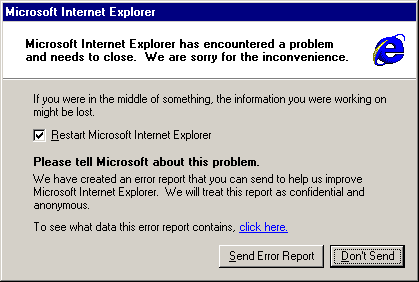 Microsoft Internet Explorer
Microsoft Internet Explorer has encountered a problem
and needs to close.  We are sorry for the inconvenience.
If you were in the middle of something, the information you were working on
might be lost.
Restart Microsoft Internet Explorer
Please tell Microsoft about this problem.
We have created an error report that you can send to help us improve
Microsoft Internet Explorer.  We will treat this report as confidential and
anonymous.
To see what data this error report contains, click here.
Send Error Report
Don't Send